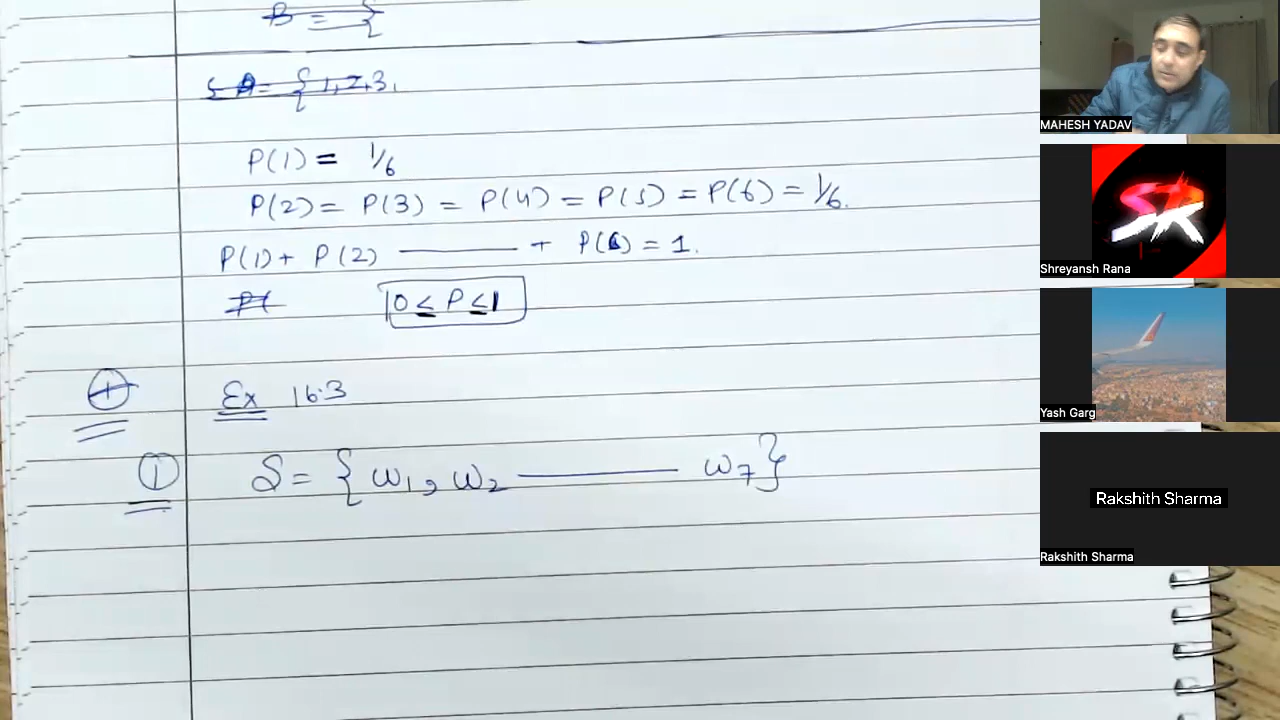 B = {
A = { 1, 2, 3,
P(1) = 1/6
P(2) = P(3) = P(4) = P(5) = P(6) = 1/6.
P(1) + P(2) ——— + P(6) = 1.
P(
0 ≤ P ≤ 1
+
Ex 16.3
① S = { ω₁, ω₂ ——— ω₇}
MAHESH YADAV
SR
Shreyansh Rana
Yash Garg
Rakshith Sharma
Rakshith Sharma